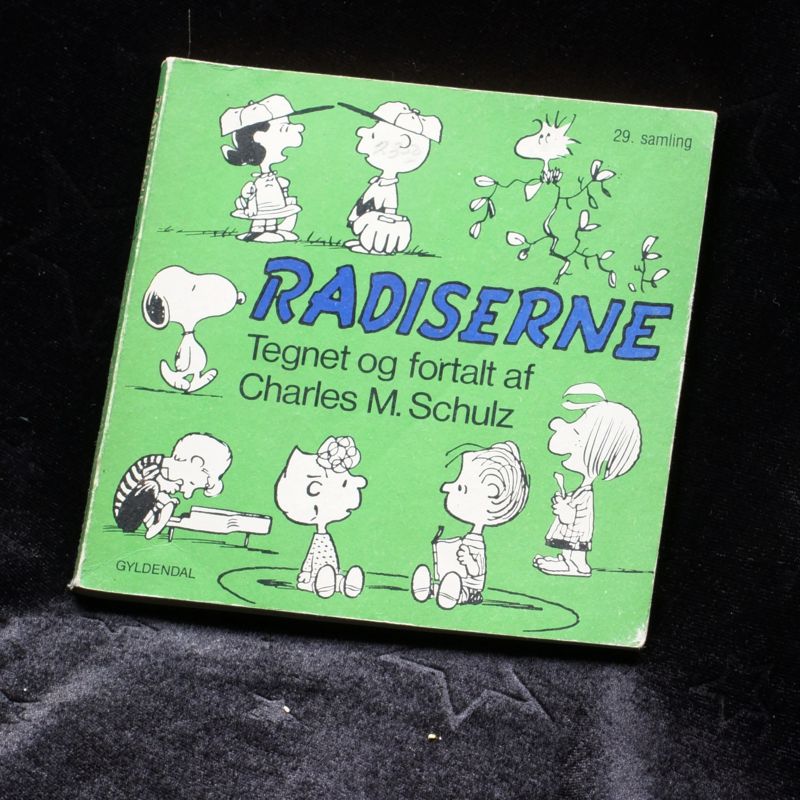 29. samling
RADISERNE
Tegnet og fortalt af
Charles M. Schulz
GYLDENDAL